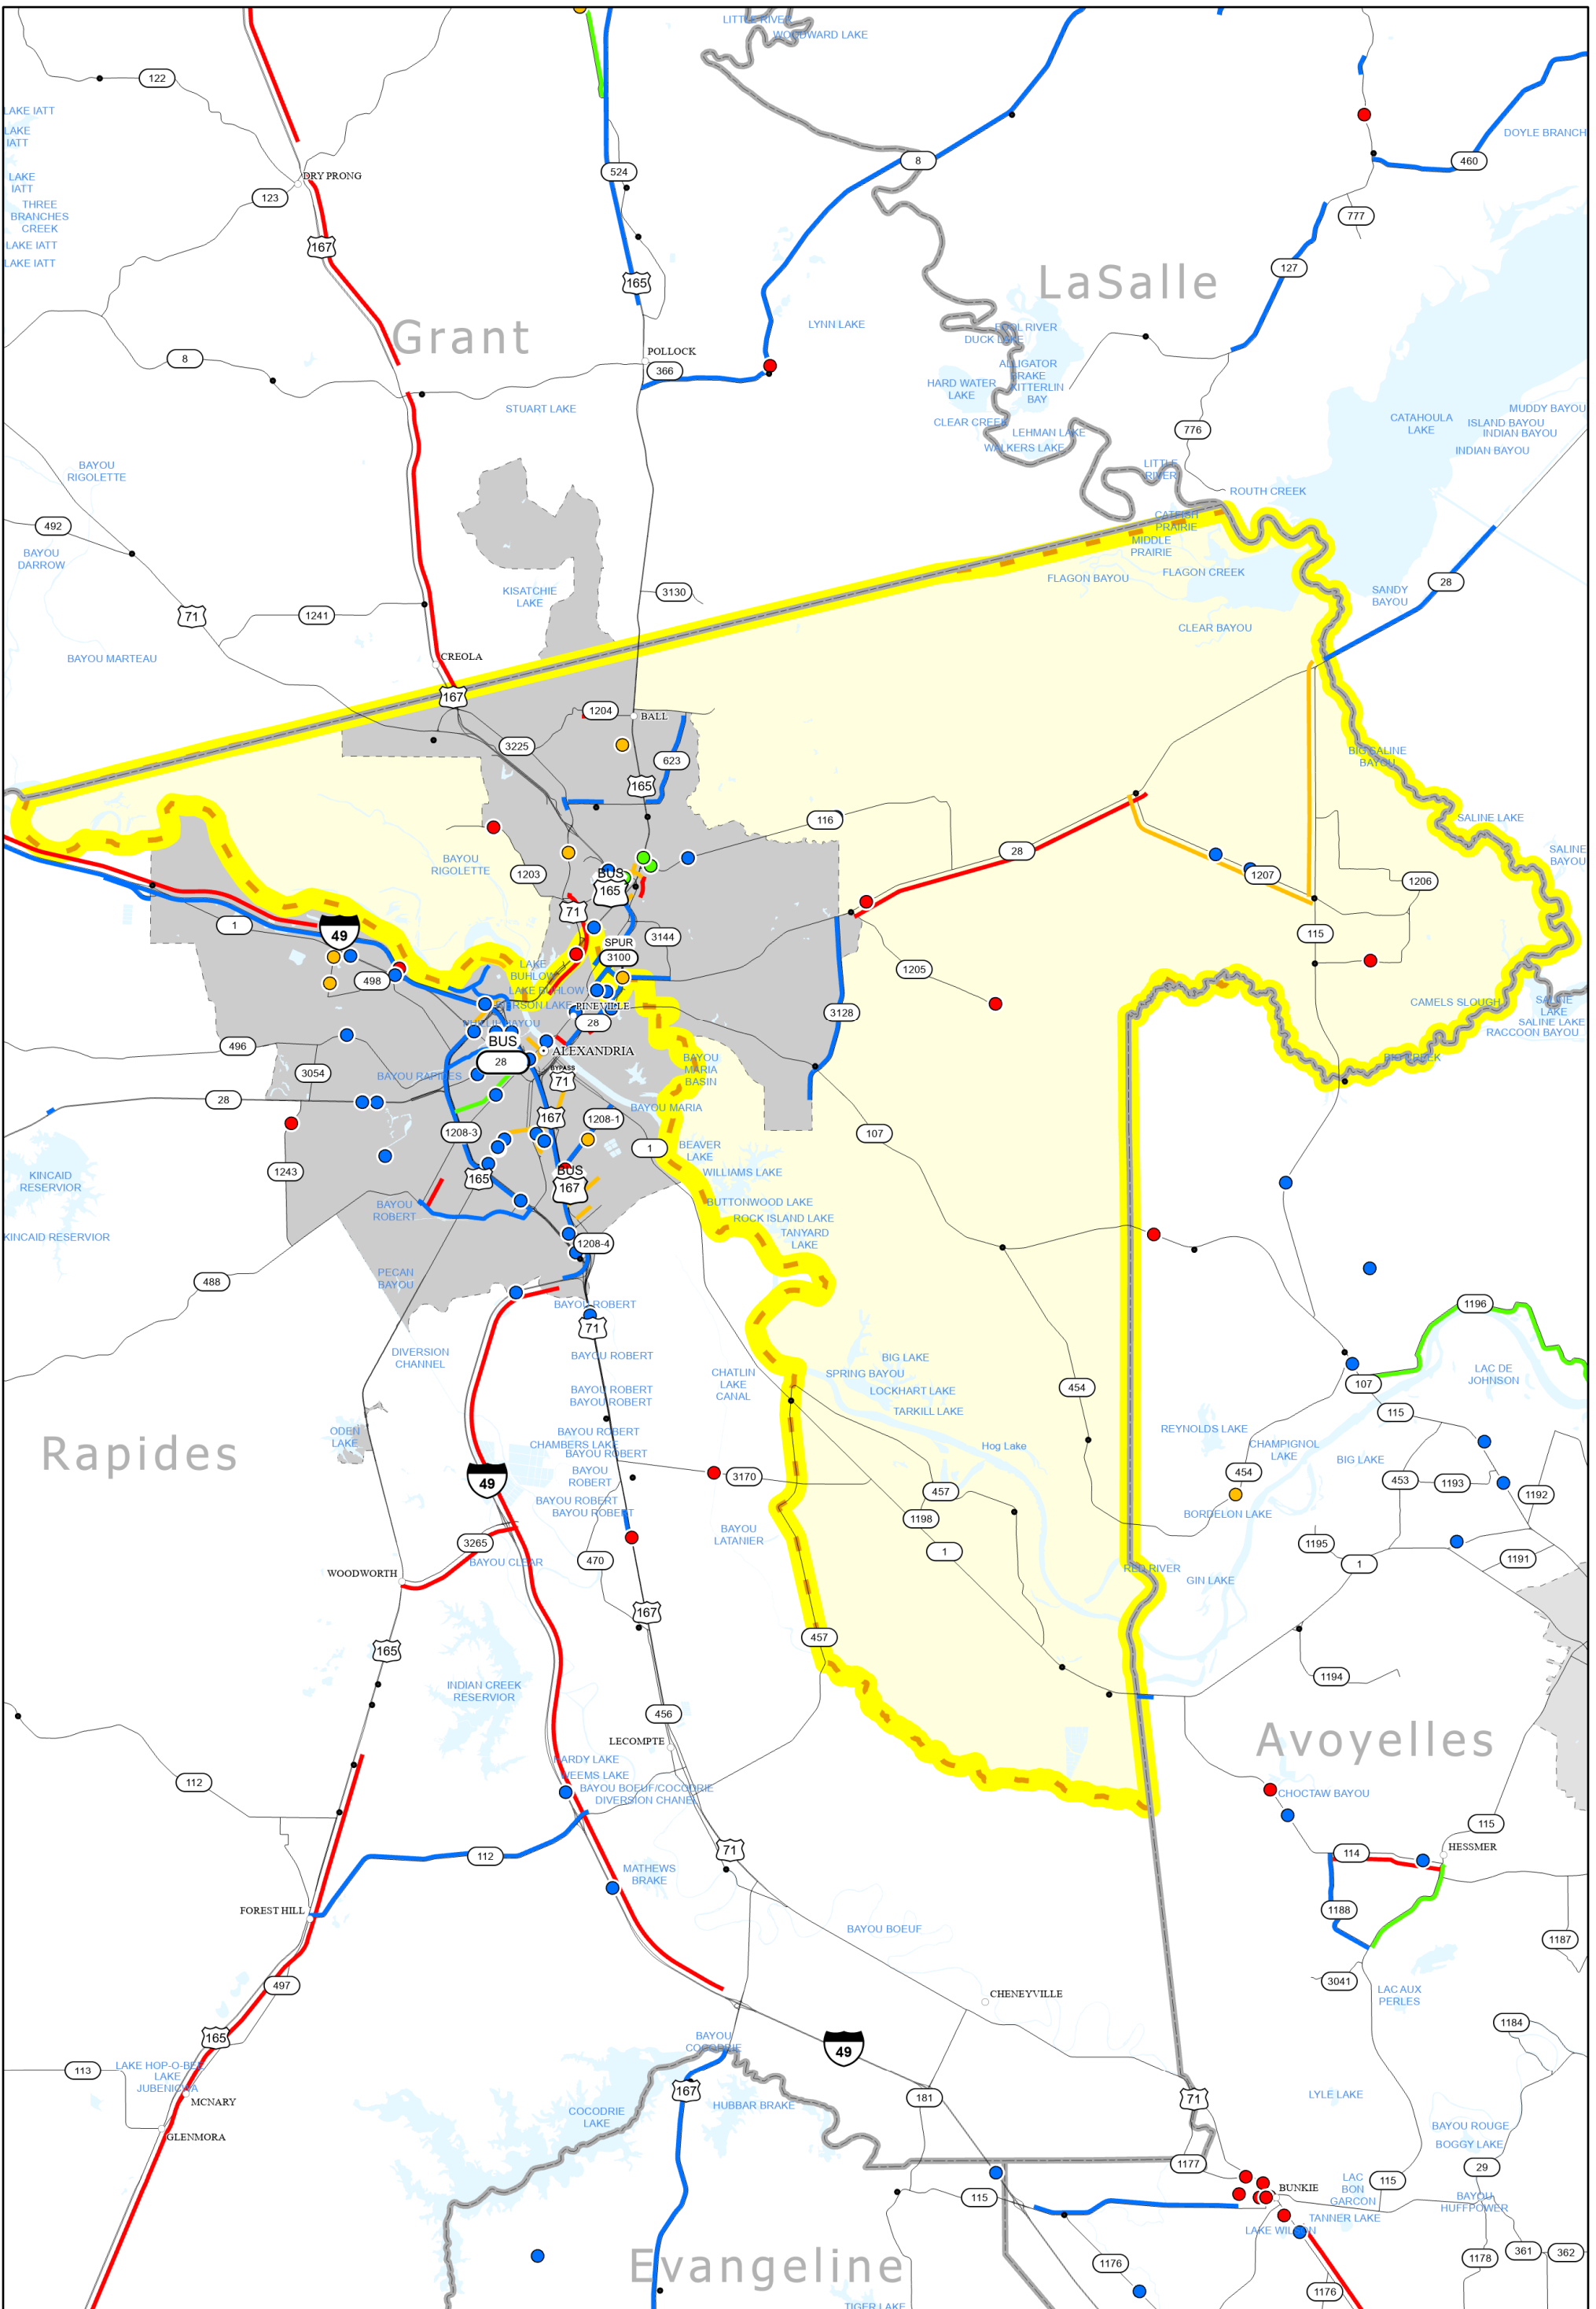 LITTLE RIVER
WOODWARD LAKE
122
LAKE IATT
LAKE
IATT
524
8
DOYLE BRANCH
460
DRY PRONG
LAKE
IATT
123
THREE
BRANCHES
CREEK
777
LAKE IATT
167
LAKE IATT
127
LaSalle
165
Grant
LYNN LAKE
DUCK LAKE
POLLOCK
8
366
ALLIGATOR
BRAKE
KITTERLIN
BAY
HARD WATER
LAKE
STUART LAKE
MUDDY BAYOU
CATAHOULA
LAKE
ISLAND BAYOU
INDIAN BAYOU
CLEAR CREEK
776
LEHMAN LAKE
WALKERS LAKE
INDIAN BAYOU
BAYOU
RIGOLETTE
LITTLE
RIVER
ROUTH CREEK
492
CATFISH
PRAIRIE
MIDDLE
PRAIRIE
BAYOU
DARROW
FLAGON BAYOU
FLAGON CREEK
28
KISATCHIE
LAKE
3130
SANDY
BAYOU
71
1241
CLEAR BAYOU
BAYOU MARTEAU
CREOLA
167
1204
BALL
3225
BIG SALINE
BAYOU
623
165
116
SALINE LAKE
28
SALINE
BAYOU
BAYOU
RIGOLETTE
1203
BUS
165
1207
1206
71
1
49
3144
115
SPUR
3100
LAKE
BUHLOW
498
1205
LAKE BUHLOW
PINEVILLE
28
3128
CAMELS SLOUGH
SALINE
LAKE
SALINE LAKE
RACCOON BAYOU
496
BUS
28
ALEXANDRIA
BAYOU
MARIA
BASIN
BIG CREEK
3054
BAYOU RAPIDES
BYPASS
71
28
BAYOU MARIA
167
1208-1
1208-3
107
1
BEAVER
LAKE
1243
KINCAID
RESERVIOR
165
BUS
167
WILLIAMS LAKE
BAYOU
ROBERT
BUTTONWOOD LAKE
ROCK ISLAND LAKE
TANYARD
LAKE
KINCAID RESERVIOR
1208-4
488
PECAN
BAYOU
BAYOU ROBERT
1196
71
DIVERSION
CHANNEL
BAYOU ROBERT
BIG LAKE
SPRING BAYOU
CHATLIN
LAKE
CANAL
LAC DE
JOHNSON
107
454
BAYOU ROBERT
BAYOU ROBERT
LOCKHART LAKE
TARKILL LAKE
115
ODEN
LAKE
BAYOU ROBERT
CHAMBERS LAKE
BAYOU ROBERT
REYNOLDS LAKE
Rapides
Hog Lake
CHAMPIGNOL
LAKE
BIG LAKE
BAYOU
ROBERT
49
3170
454
453
1193
457
1192
BAYOU ROBERT
BAYOU ROBERT
1198
BORDELON LAKE
BAYOU
LATANIER
3265
1
1195
BAYOU CLEAR
470
1
1191
WOODWORTH
RED RIVER
GIN LAKE
167
457
165
1194
INDIAN CREEK
RESERVIOR
456
LECOMPTE
Avoyelles
HARDY LAKE
WEEMS LAKE
112
BAYOU BOEUF/COCODRIE
DIVERSION CHANEL
CHOCTAW BAYOU
115
71
114
HESSMER
112
MATHEWS
BRAKE
FOREST HILL
1188
BAYOU BOEUF
1187
497
3041
LAC AUX
PERLES
CHENEYVILLE
1184
165
BAYOU
COCODRIE
49
113
167
LYLE LAKE
181
71
MCNARY
COCODRIE
LAKE
HUBBAR BRAKE
BAYOU ROUGE
GLENMORA
BOGGY LAKE
1177
29
115
BUNKIE
LAC
BON
GARCON
115
BAYOU
HUFFPOWER
TANNER LAKE
Evangeline
1176
1178
361
362
1176
TIGER LAKE